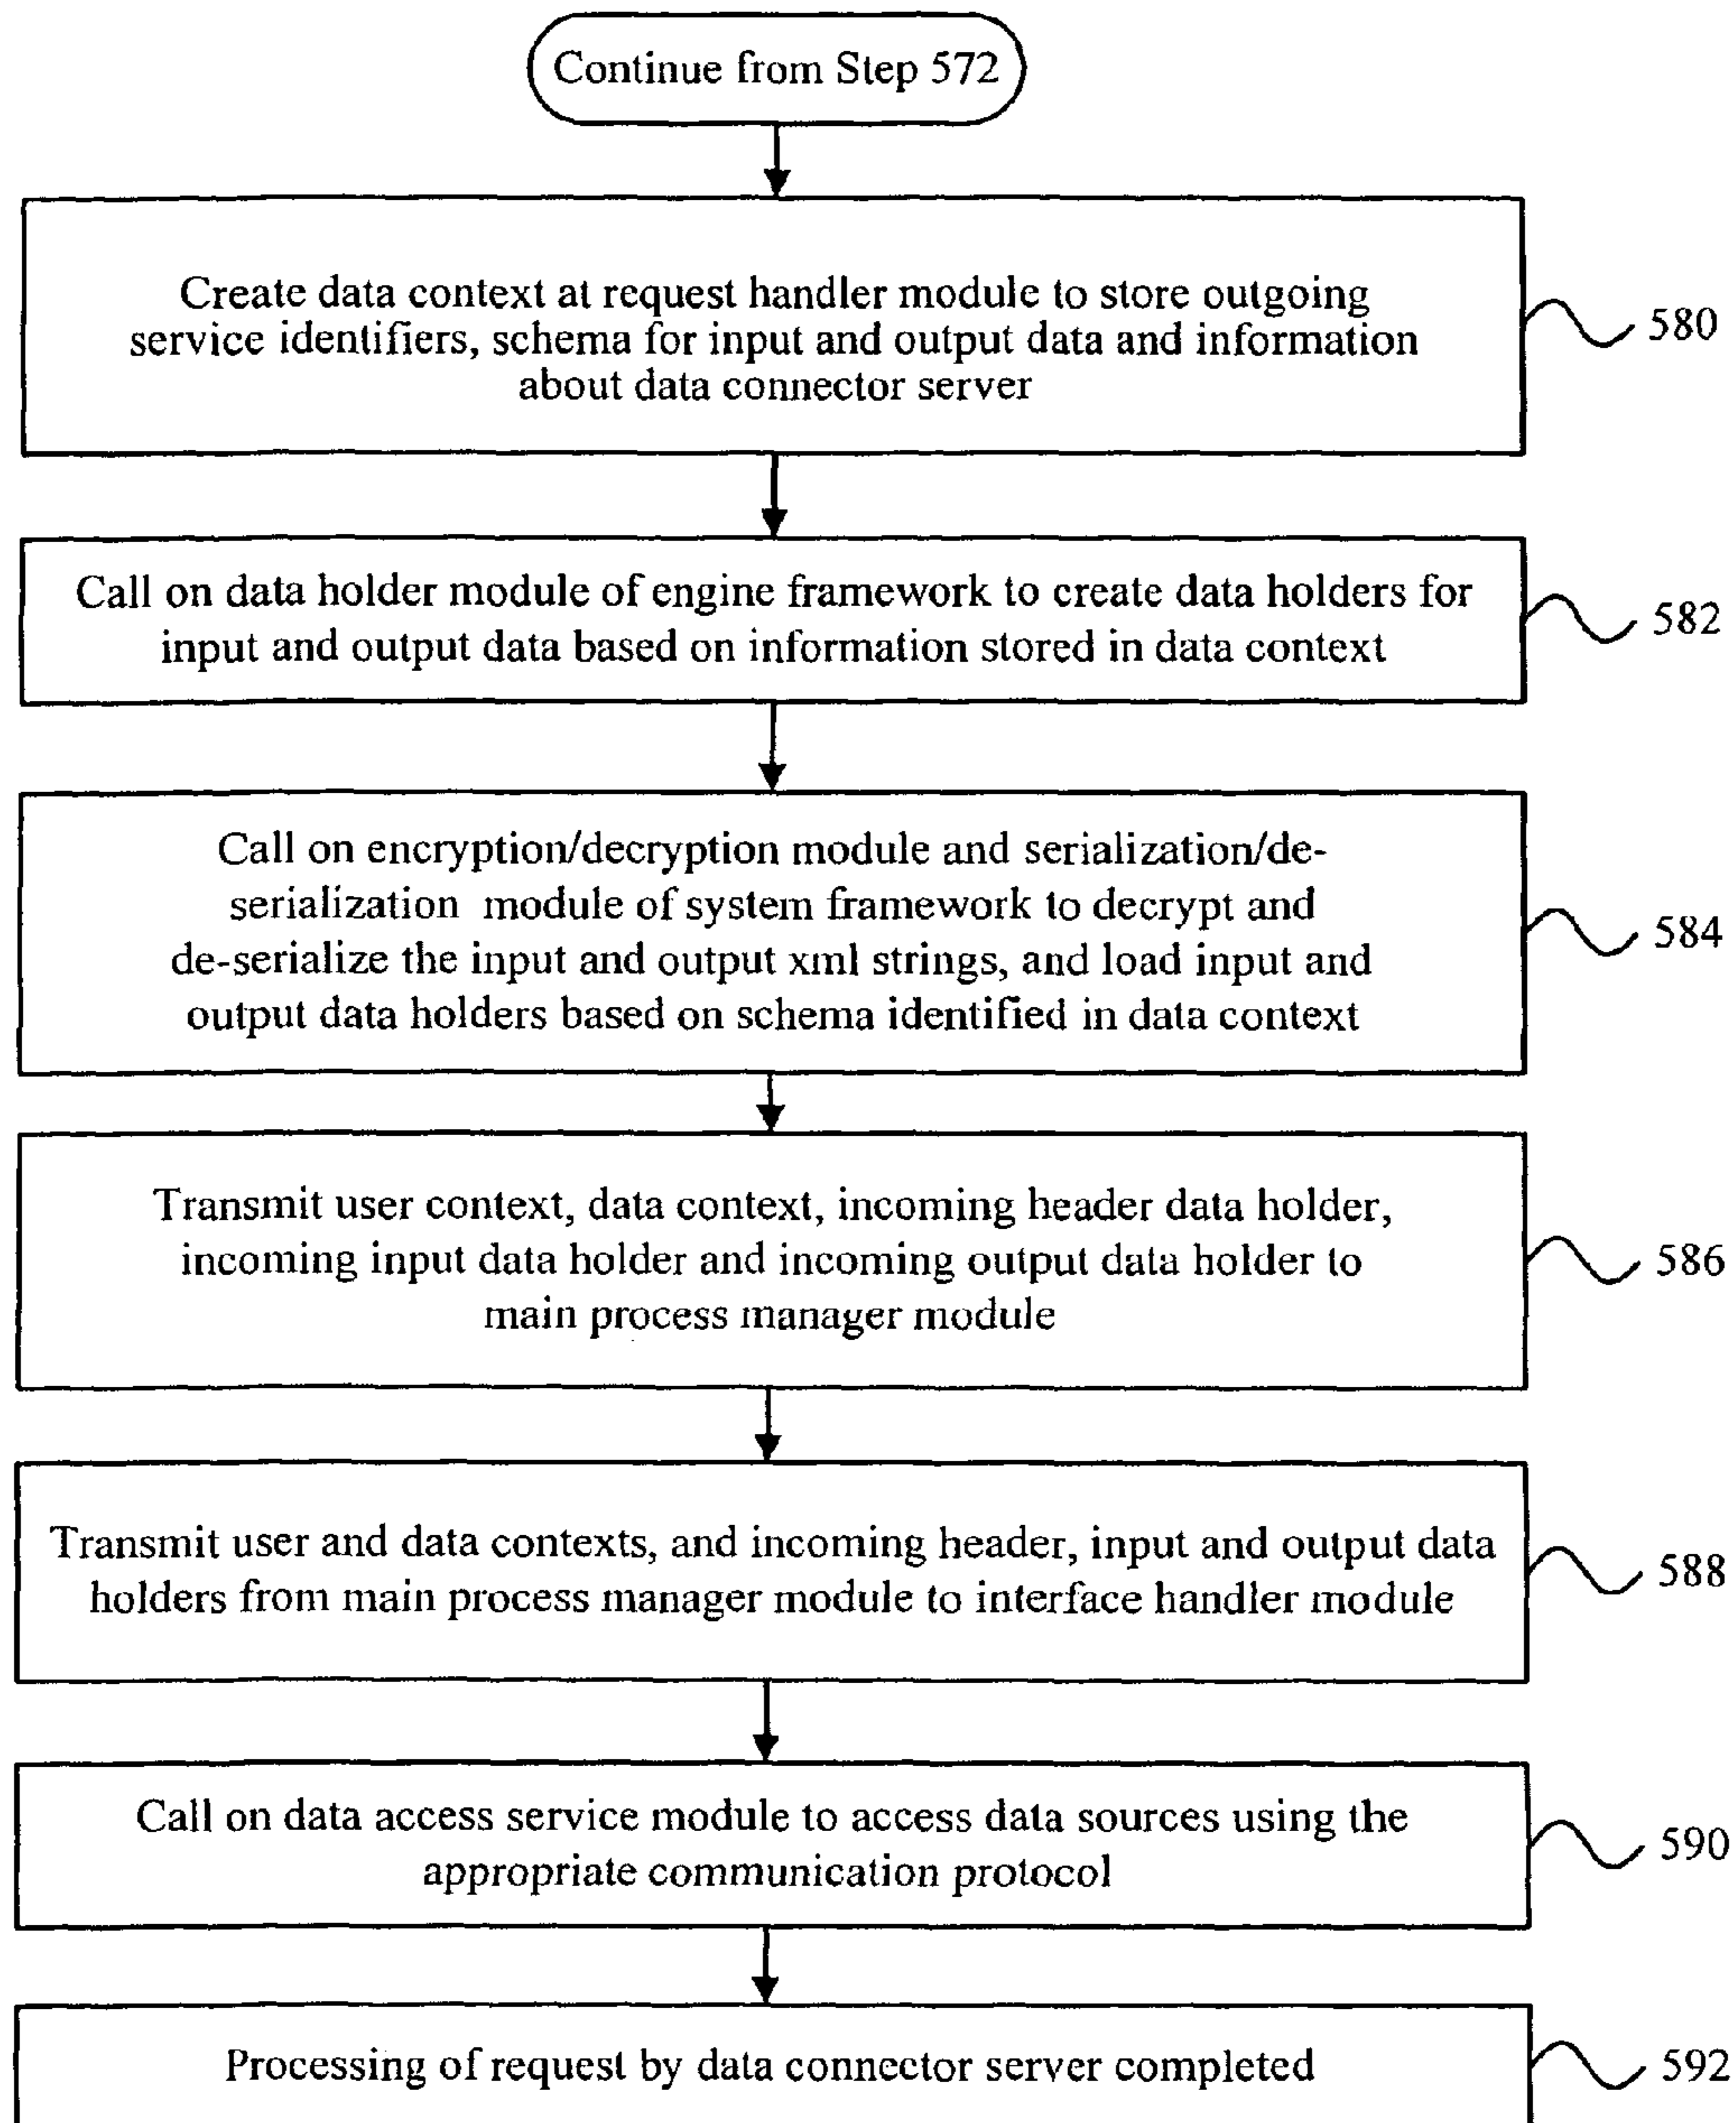 Continue from Step 572
Create data context at request handler module to store outgoing
service identifiers, schema for input and output data and information
about data connector server
580
Call on data holder module of engine framework to create data holders for
input and output data based on information stored in data context
582
Call on encryption/decryption module and serialization/de-
serialization module of system framework to decrypt and
de-serialize the input and output xml strings, and load input and
output data holders based on schema identified in data context
584
Transmit user context, data context, incoming header data holder,
incoming input data holder and incoming output data holder to
main process manager module
586
Transmit user and data contexts, and incoming header, input and output data
holders from main process manager module to interface handler module
588
Call on data access service module to access data sources using the
appropriate communication protocol
590
Processing of request by data connector server completed
592